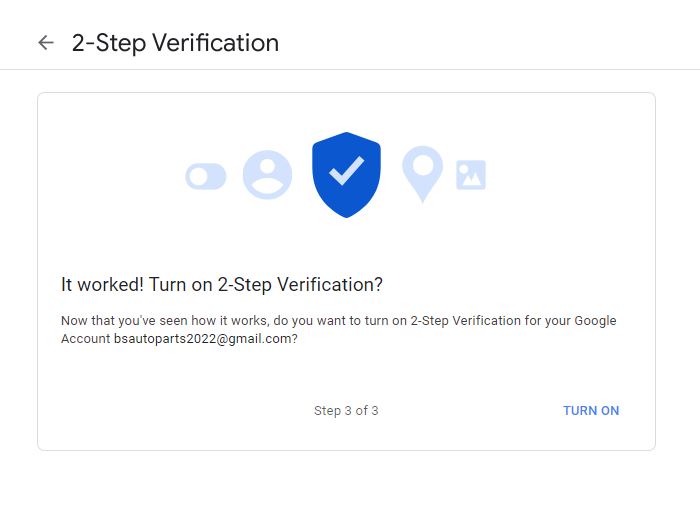 2-Step Verification
It worked! Turn on 2-Step Verification?
Now that you've seen how it works, do you want to turn on 2-Step Verification for your Google
Account bsautoparts2022@gmail.com?
Step 3 of 3
TURN ON